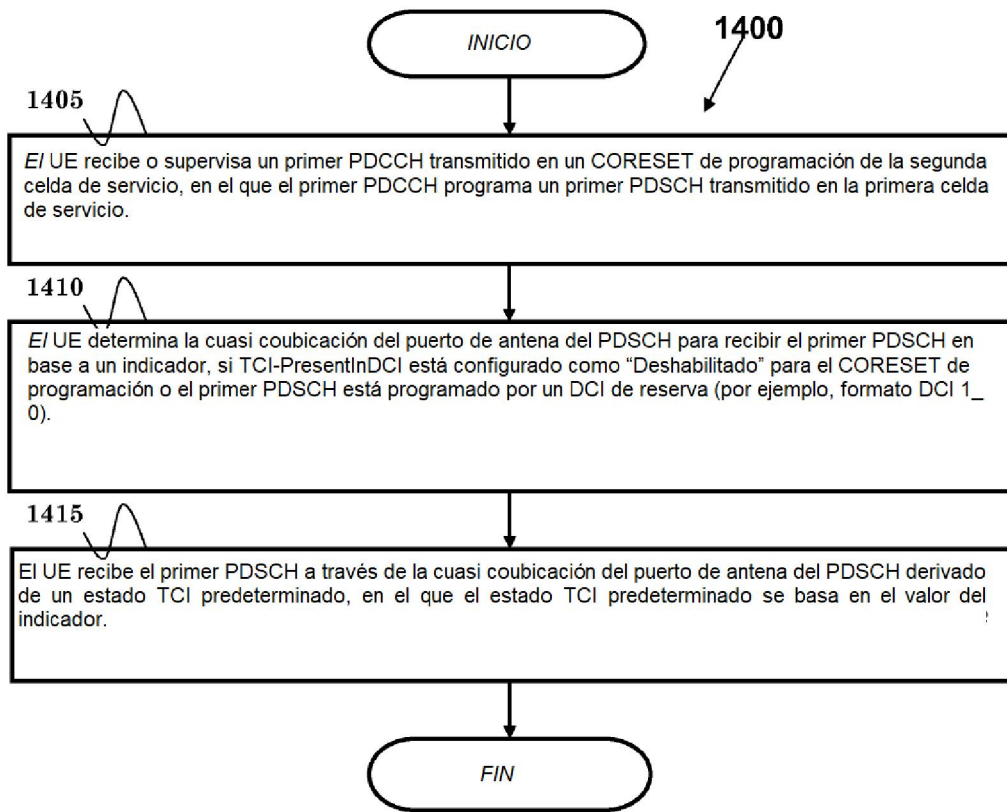 INICIO
1400
1405
El UE recibe o supervisa un primer PDCCH transmitido en un CORESET de programación de la segunda
celda de servicio, en el que el primer PDCCH programa un primer PDSCH transmitido en la primera celda
de servicio.
1410
El UE determina la cuasi coubicación del puerto de antena del PDSCH para recibir el primer PDSCH en
base a un indicador, si TCI-PresentInDCI está configurado como “Deshabilitado” para el CORESET de
programación o el primer PDSCH está programado por un DCI de reserva (por ejemplo, formato DCI 1_
0).
1415
El UE recibe el primer PDSCH a través de la cuasi coubicación del puerto de antena del PDSCH derivado
de un estado TCI predeterminado, en el que el estado TCI predeterminado se basa en el valor del
indicador.
FIN